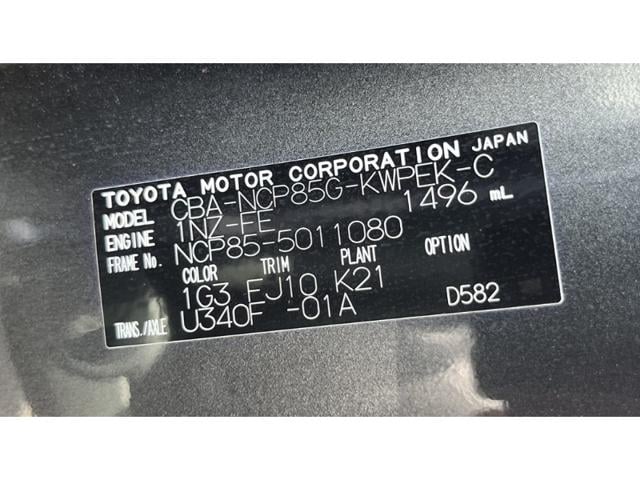 TOYOTA MOTOR CORPORATION JAPAN
MODEL CBA-NCP85G-KWPEK-C
ENGINE 1NZ-FE 1496 mL
FRAME No. NCP85-5011080
COLOR TRIM PLANT OPTION
1G3 FJ10 K21
TRANS./AXLE U340F -01A D582